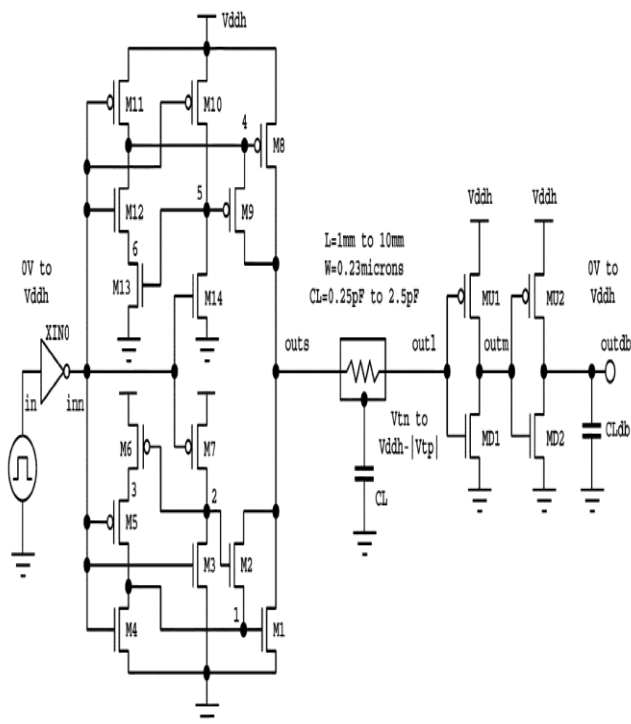 Vddh
M11
M10
4
M8
5
M12
M9
6
M13
M14
0V to
Vddh
XIN0
in
inn
M6
M7
3
2
M5
M3
M2
1
M4
M1
outs
L=1mm to 10mm
W=0.23microns
CL=0.25pF to 2.5pF
outl
Vtn to
Vddh-|Vtp|
CL
Vddh
Vddh
MU1
MU2
0V to
Vddh
outm
outdb
MD1
MD2
CLdb